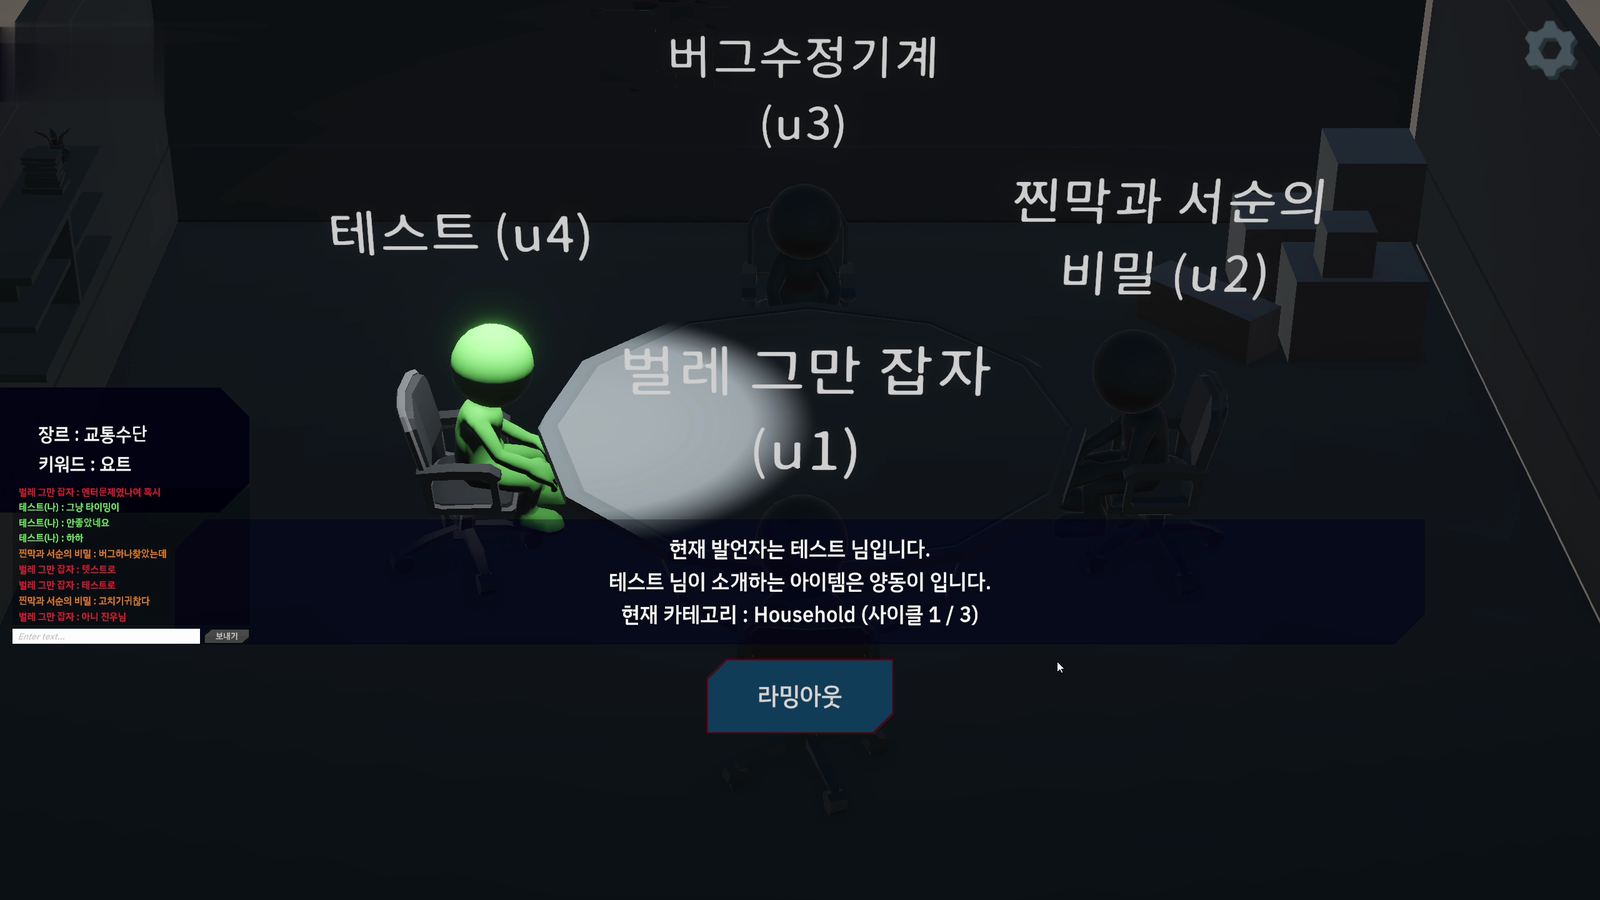 버그수정기계
(u3)
찐막과 서순의
비밀 (u2)
테스트 (u4)
벌레 그만 잡자
(u1)
장르 : 교통수단
키워드 : 요트
벌레 그만 잡자 : 엔터문제였나여 혹시
테스트(나) : 그냥 타이밍이
테스트(나) : 안좋았네요
테스트(나) : 하하
찐막과 서순의 비밀 : 버그하나찾았는데
벌레 그만 잡자 : 텟스트로
벌레 그만 잡자 : 테스트로
찐막과 서순의 비밀 : 고치기귀찮다
벌레 그만 잡자 : 아니 진우님
Enter text...
보내기
현재 발언자는 테스트 님입니다.
테스트 님이 소개하는 아이템은 양동이 입니다.
현재 카테고리 : Household (사이클 1 / 3)
라밍아웃